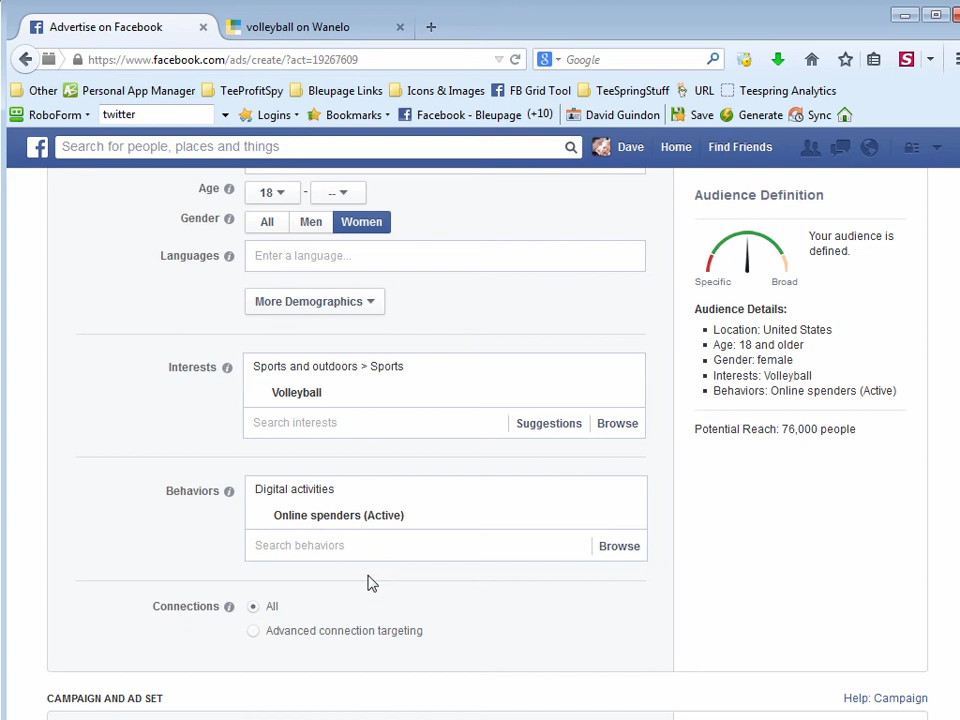 Advertise on Facebook × volleyball on Wanelo × +
https://www.facebook.com/ads/create/?act=19267609 Google S
Other Personal App Manager TeeProfitSpy Bleupage Links Icons & Images FB Grid Tool TeeSpringStuff URL Teespring Analytics
RoboForm twitter Logins Bookmarks Facebook - Bleupage (+10) David Guindon Save Generate Sync
Search for people, places and things Dave Home Find Friends
Age 18 - --
Gender All Men Women
Languages Enter a language...
More Demographics
Interests Sports and outdoors > Sports
Volleyball
Search interests Suggestions Browse
Behaviors Digital activities
Online spenders (Active)
Search behaviors Browse
Connections All
Advanced connection targeting
CAMPAIGN AND AD SET Help: Campaign
Audience Definition
Your audience is
defined.
Specific Broad
Audience Details:
Location: United States
Age: 18 and older
Gender: female
Interests: Volleyball
Behaviors: Online spenders (Active)
Potential Reach: 76,000 people